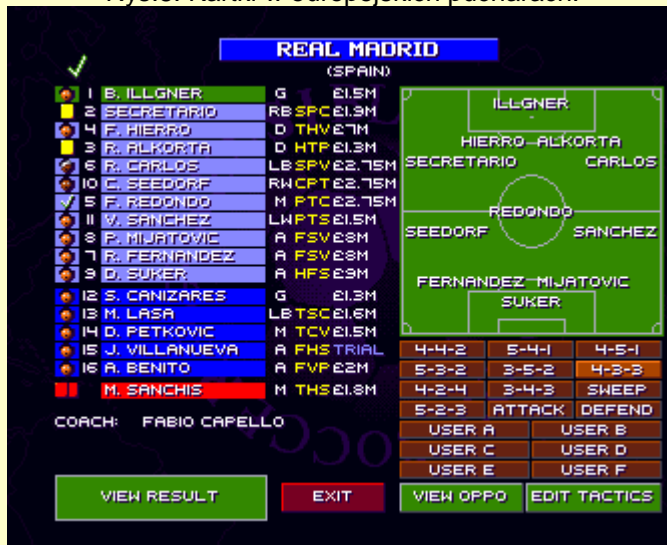 Kartki w europejskich pucharach.
REAL MADRID
(SPAIN)
1 B. ILLGNER G £1.5M
2 SECRETARIO RB SPC £1.9M
4 F. HIERRO D THV £7M
3 R. ALKORTA D HTP £1.3M
6 R. CARLOS LB SPV £2.75M
10 C. SEEDORF RW CPT £2.75M
5 F. REDONDO M PTC £2.75M
11 V. SANCHEZ LW PTS £1.5M
8 P. MIJATOVIC A FSV £8M
7 R. FERNANDEZ A FSV £8M
9 D. SUKER A HFS £9M
12 S. CANIZARES G £1.3M
13 M. LASA LB TSC £1.6M
14 D. PETKOVIC M TCV £1.5M
15 J. VILLANUEVA A FHS TRIAL
16 A. BENITO A FVP £2M
M. SANCHIS M THS £1.8M
COACH: FABIO CAPELLO
ILLGNER
HIERRO ALKORTA
SECRETARIO CARLOS
REDONDO
SEEDORF SANCHEZ
FERNANDEZ MIJATOVIC
SUKER
4-4-2 5-4-1 4-5-1
5-3-2 3-5-2 4-3-3
4-2-4 3-4-3 SWEEP
5-2-3 ATTACK DEFEND
USER A USER B
USER C USER D
USER E USER F
VIEW RESULT EXIT VIEW OPPO EDIT TACTICS